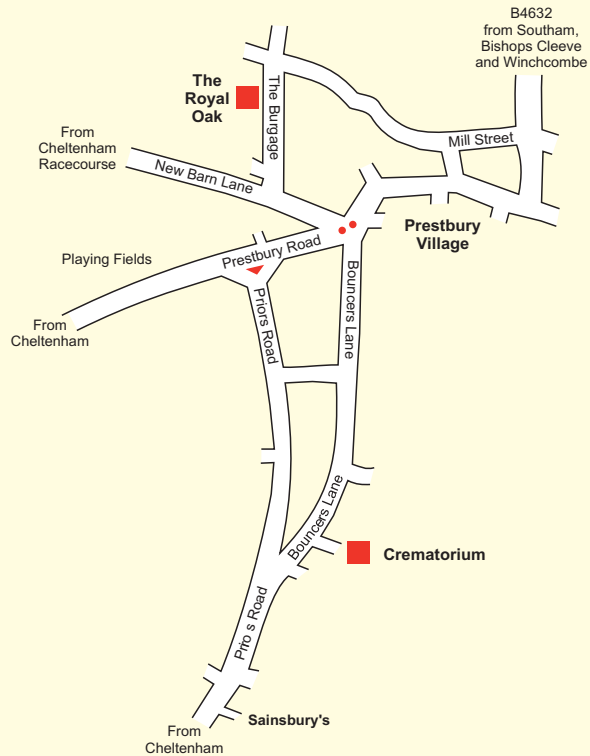 B4632
from Southam,
Bishops Cleeve
and Winchcombe
The
Royal
Oak
The Burgage
Mill Street
From
Cheltenham
Racecourse
New Barn Lane
Prestbury
Village
Playing Fields
Prestbury Road
Bouncers Lane
Priors Road
From
Cheltenham
Bouncers Lane
Crematorium
Prio s Road
Sainsbury's
From
Cheltenham